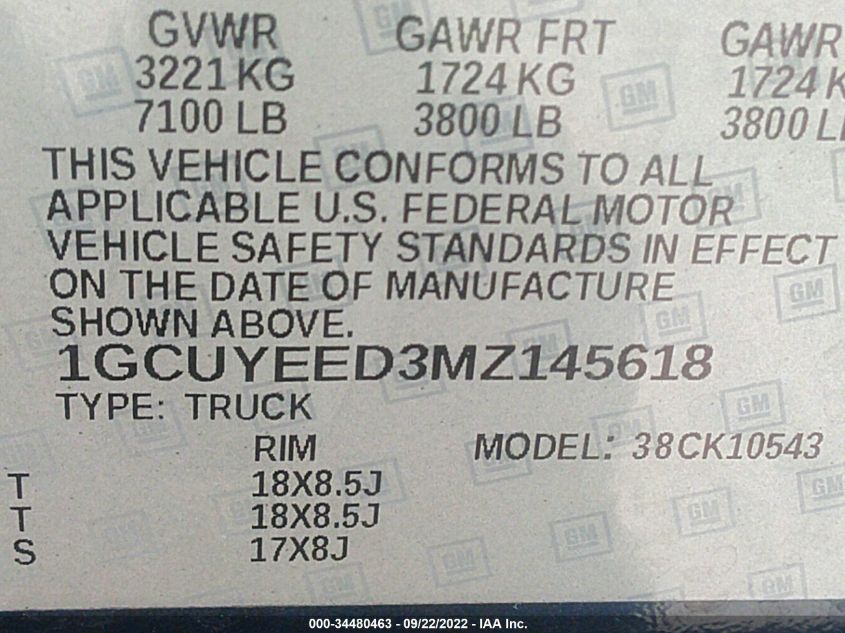 GVWR GAWR FRT GAWR
3221 KG 1724 KG 1724 K
7100 LB 3800 LB 3800 L
THIS VEHICLE CONFORMS TO ALL
APPLICABLE U.S. FEDERAL MOTOR
VEHICLE SAFETY STANDARDS IN EFFECT
ON THE DATE OF MANUFACTURE
SHOWN ABOVE.
1GCUYEED3MZ145618
TYPE: TRUCK
RIM MODEL: 38CK10543
T 18X8.5J
T 18X8.5J
S 17X8J
000-34480463 - 09/22/2022 - IAA Inc.